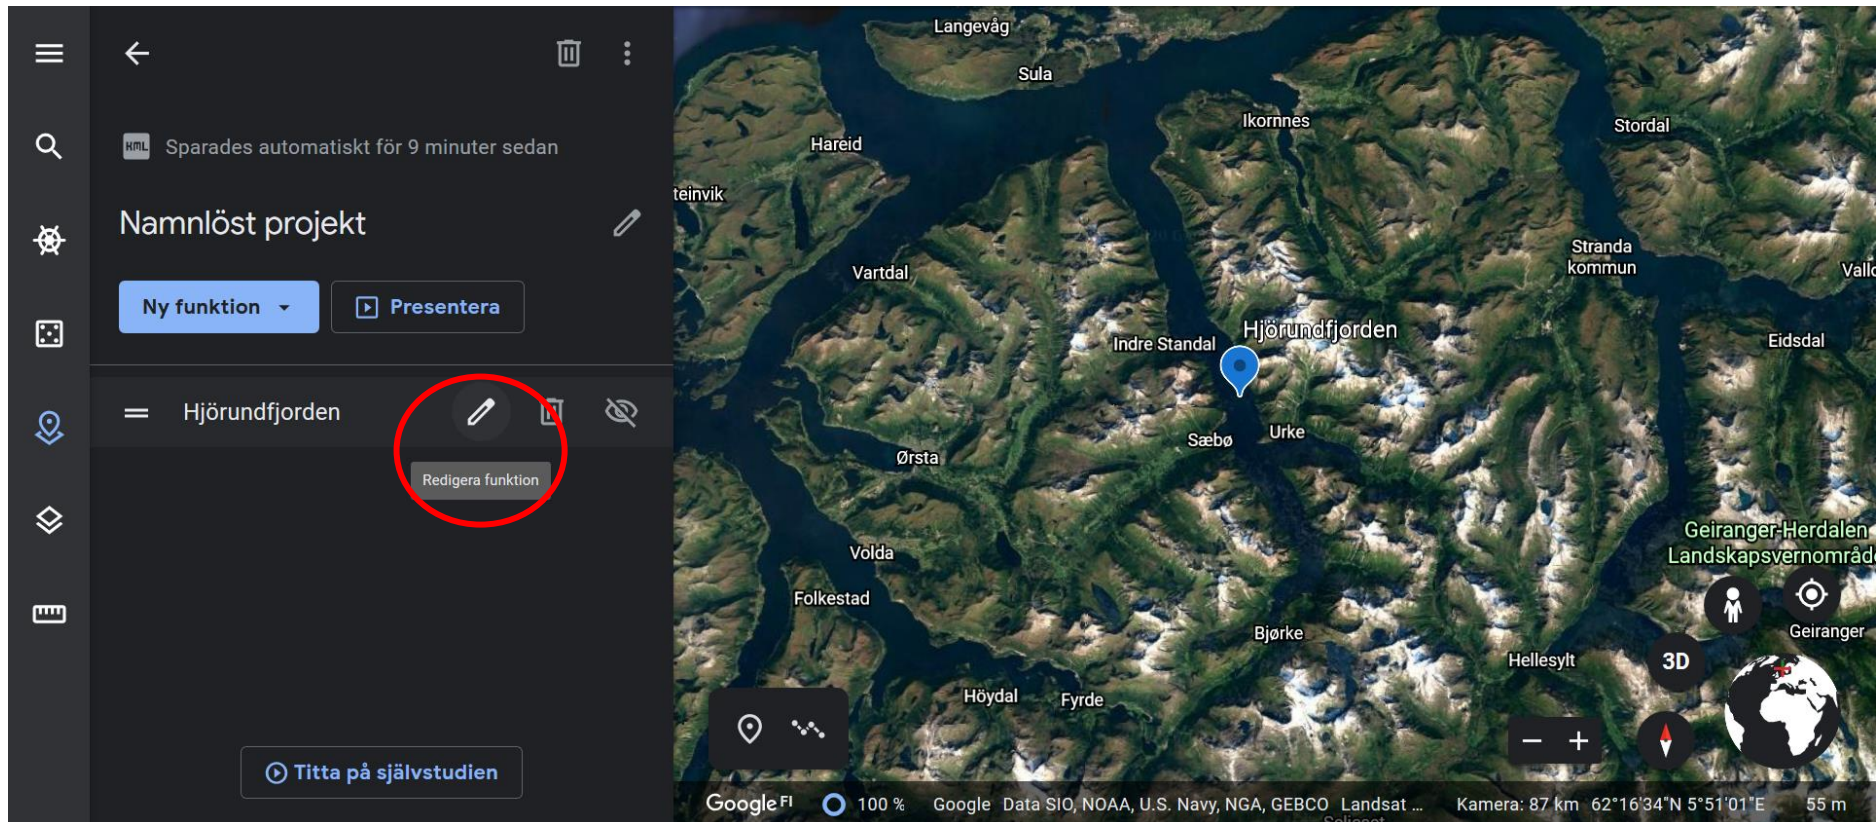 KML Sparades automatiskt för 9 minuter sedan
Namnlöst projekt
Ny funktion
Presentera
Hjörundfjorden
Redigera funktion
Titta på självstudien
Langevåg
Sula
Ikornnes
Stordal
Hareid
teinvik
Stranda
kommun
Vartdal
Hjörundfjorden
Indre Standal
Eidsdal
Sæbø
Urke
Ørsta
Geiranger-Herdalen
Volda
Folkestad
Bjørke
Geiranger
Hellesylt
3D
Höydal
Fyrde
Google FI
100 %
Google Data SIO, NOAA, U.S. Navy, NGA, GEBCO Landsat ...
Kamera: 87 km 62°16'34"N 5°51'01"E
55 m